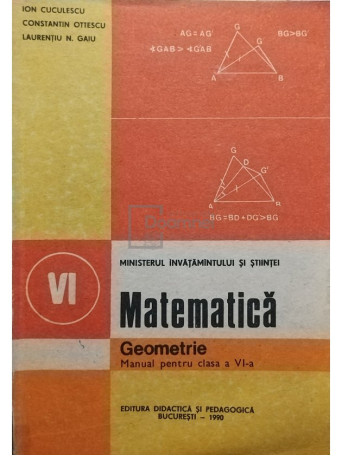 ION CUCULESCU
CONSTANTIN OTTESCU
LAURENȚIU N. GAIU
AG = AG'
∢GAB > ∢G'AB
BG>BG'
G
G'
A
B
G
D
G'
A
B
BG=BD+DG>BG'
MINISTERUL ÎNVĂȚĂMÎNTULUI ȘI ȘTIINȚEI
VI
Matematică
Geometrie
Manual pentru clasa a VI-a
EDITURA DIDACTICĂ ȘI PEDAGOGICĂ
BUCUREȘTI – 1990